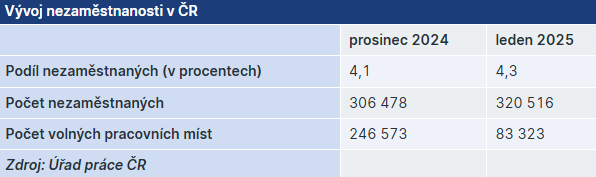 Vývoj nezaměstnanosti v ČR
prosinec 2024 leden 2025
Podíl nezaměstnaných (v procentech) 4,1 4,3
Počet nezaměstnaných 306 478 320 516
Počet volných pracovních míst 246 573 83 323
Zdroj: Úřad práce ČR